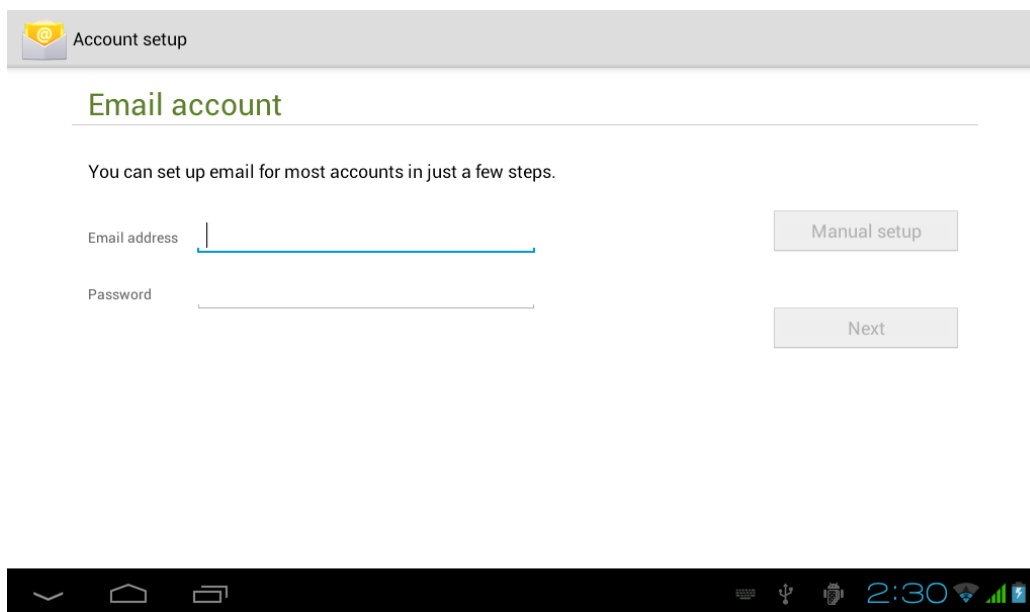 Account setup
Email account
You can set up email for most accounts in just a few steps.
Email address
Manual setup
Password
Next
2:30